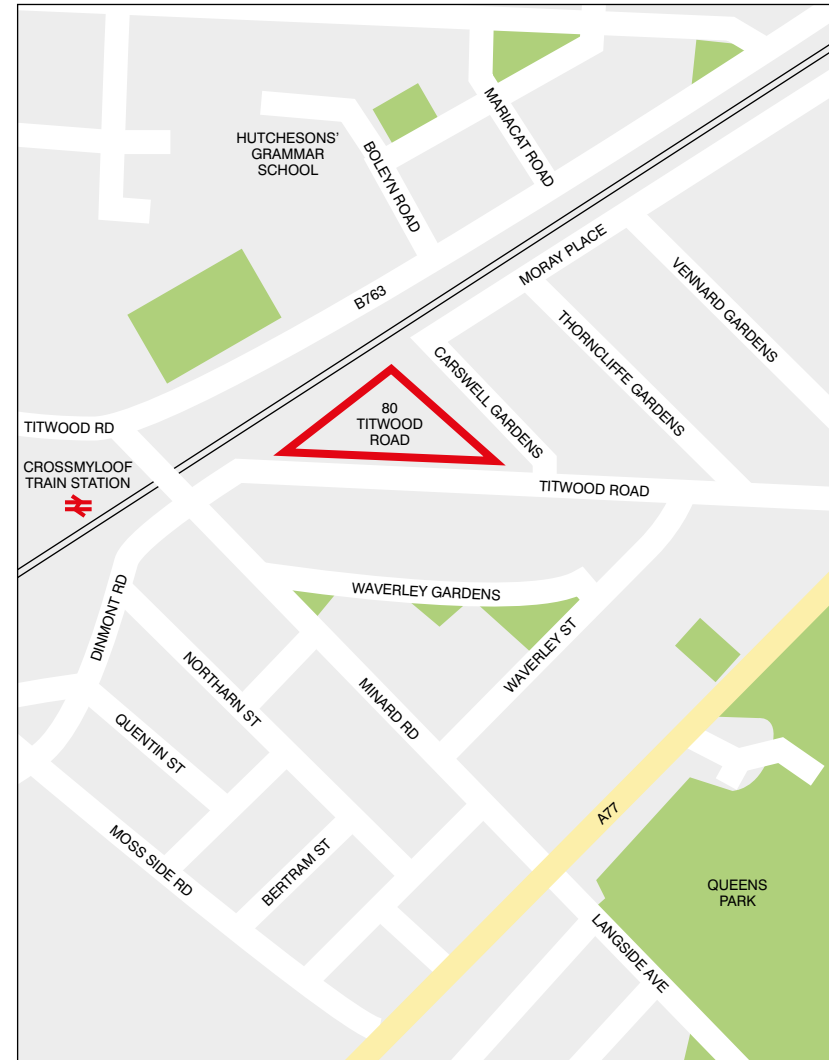 HUTCHESONS'
GRAMMAR
SCHOOL
BOLEYN ROAD
MARIACAT ROAD
B763
MORAY PLACE
VENNARD GARDENS
THORNCLIFFE GARDENS
CARSWELL GARDENS
80
TITWOOD
ROAD
TITWOOD RD
CROSSMYLOOF
TRAIN STATION
TITWOOD ROAD
WAVERLEY GARDENS
DINMONT RD
WAVERLEY ST
NORTHARN ST
MINARD RD
QUENTIN ST
A77
MOSS SIDE RD
BERTRAM ST
QUEENS
PARK
LANGSIDE AVE